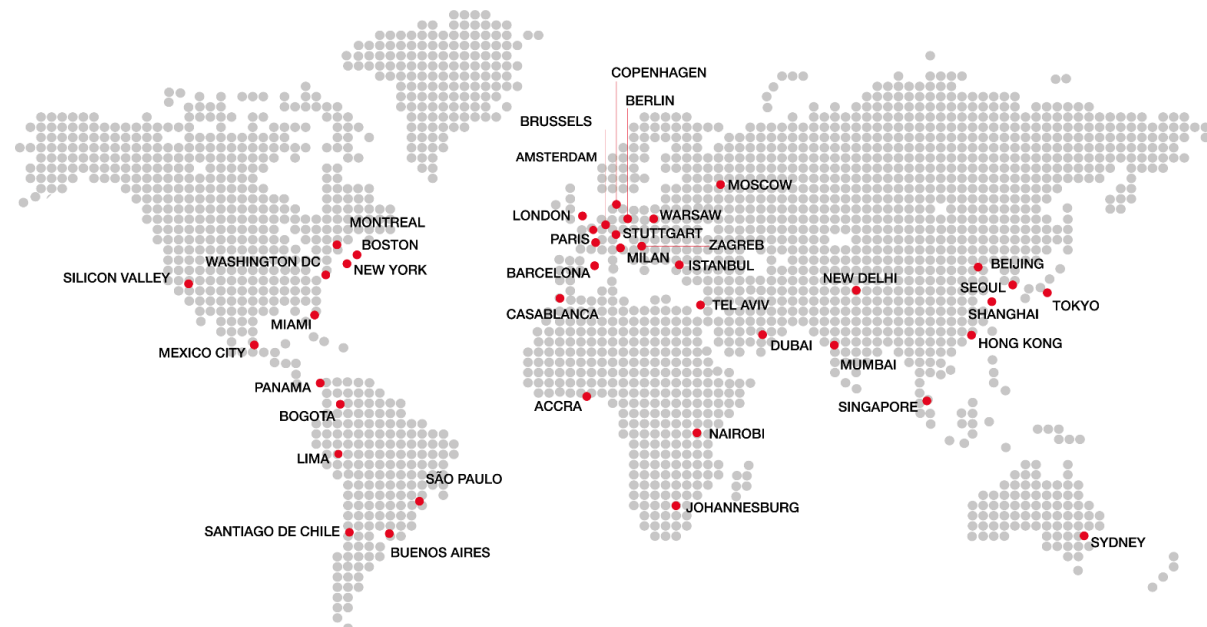 COPENHAGEN
BERLIN
BRUSSELS
AMSTERDAM
MOSCOW
LONDON
WARSAW
MONTREAL
STUTTGART
PARIS
BOSTON
ZAGREB
MILAN
WASHINGTON DC
NEW YORK
ISTANBUL
BARCELONA
BEIJING
SILICON VALLEY
NEW DELHI
SEOUL
TEL AVIV
TOKYO
CASABLANCA
SHANGHAI
MIAMI
DUBAI
HONG KONG
MEXICO CITY
MUMBAI
PANAMA
ACCRA
SINGAPORE
BOGOTA
NAIROBI
LIMA
SÃO PAULO
JOHANNESBURG
SANTIAGO DE CHILE
SYDNEY
BUENOS AIRES